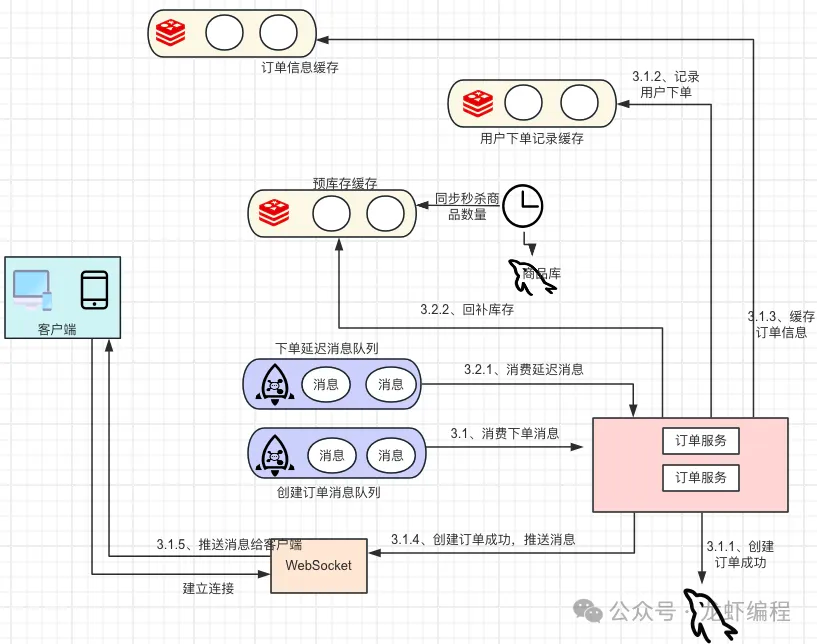 订单信息缓存
3.1.2、记录
用户下单
用户下单记录缓存
预库存缓存
同步秒杀商
品数量
商品库
客户端
3.2.2、回补库存
3.1.3、缓存
订单信息
下单延迟消息队列
消息
消息
3.2.1、消费延迟消息
3.1、消费下单消息
消息
消息
创建订单消息队列
订单服务
订单服务
3.1.5、推送消息给客户端
3.1.4、创建订单成功，推送消息
WebSocket
建立连接
3.1.1、创建
订单成功
公众号 · 龙虾编程